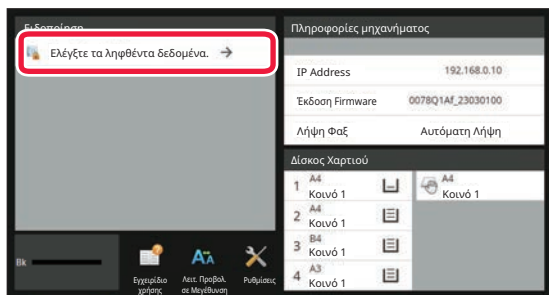 Ειδοποίηση
Ελέγξτε τα ληφθέντα δεδομένα. →
Bk
Εγχειρίδιο
χρήσης
Λειτ. Προβολ.
σε Μεγέθυνση
Ρυθμίσεις
Πληροφορίες μηχανήματος
IP Address 192.168.0.10
Έκδοση Firmware 0078Q1Af_23030100
Λήψη Φαξ Αυτόματη Λήψη
Δίσκος Χαρτιού
1 A4
Κοινό 1
2 A4
Κοινό 1
3 B4
Κοινό 1
4 A3
Κοινό 1
A4
Κοινό 1